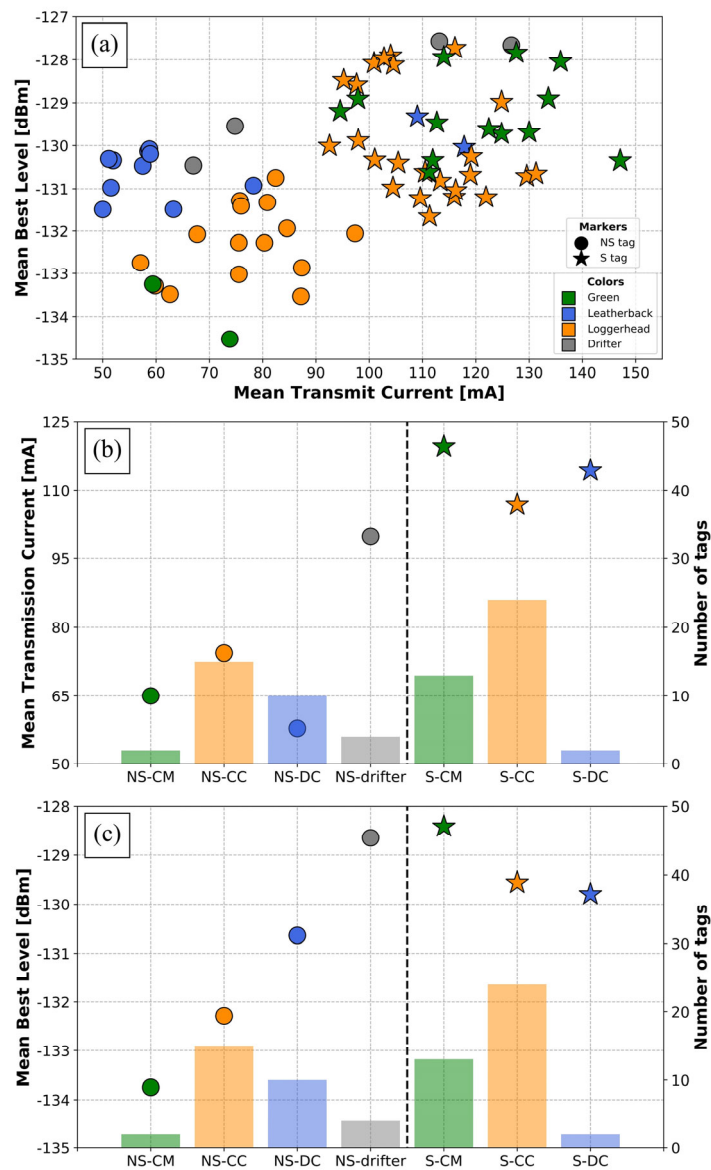 (a)
Mean Best Level [dBm]
-127
-128
-129
-130
-131
-132
-133
-134
-135
Markers
NS tag
S tag
Colors
Green
Leatherback
Loggerhead
Drifter
50 60 70 80 90 100 110 120 130 140 150
Mean Transmit Current [mA]
(b)
Mean Transmission Current [mA]
125
110
95
80
65
50
Number of tags
50
40
30
20
10
0
NS-CM NS-CC NS-DC NS-drifter S-CM S-CC S-DC
(c)
Mean Best Level [dBm]
-128
-129
-130
-131
-132
-133
-134
-135
Number of tags
50
40
30
20
10
0
NS-CM NS-CC NS-DC NS-drifter S-CM S-CC S-DC